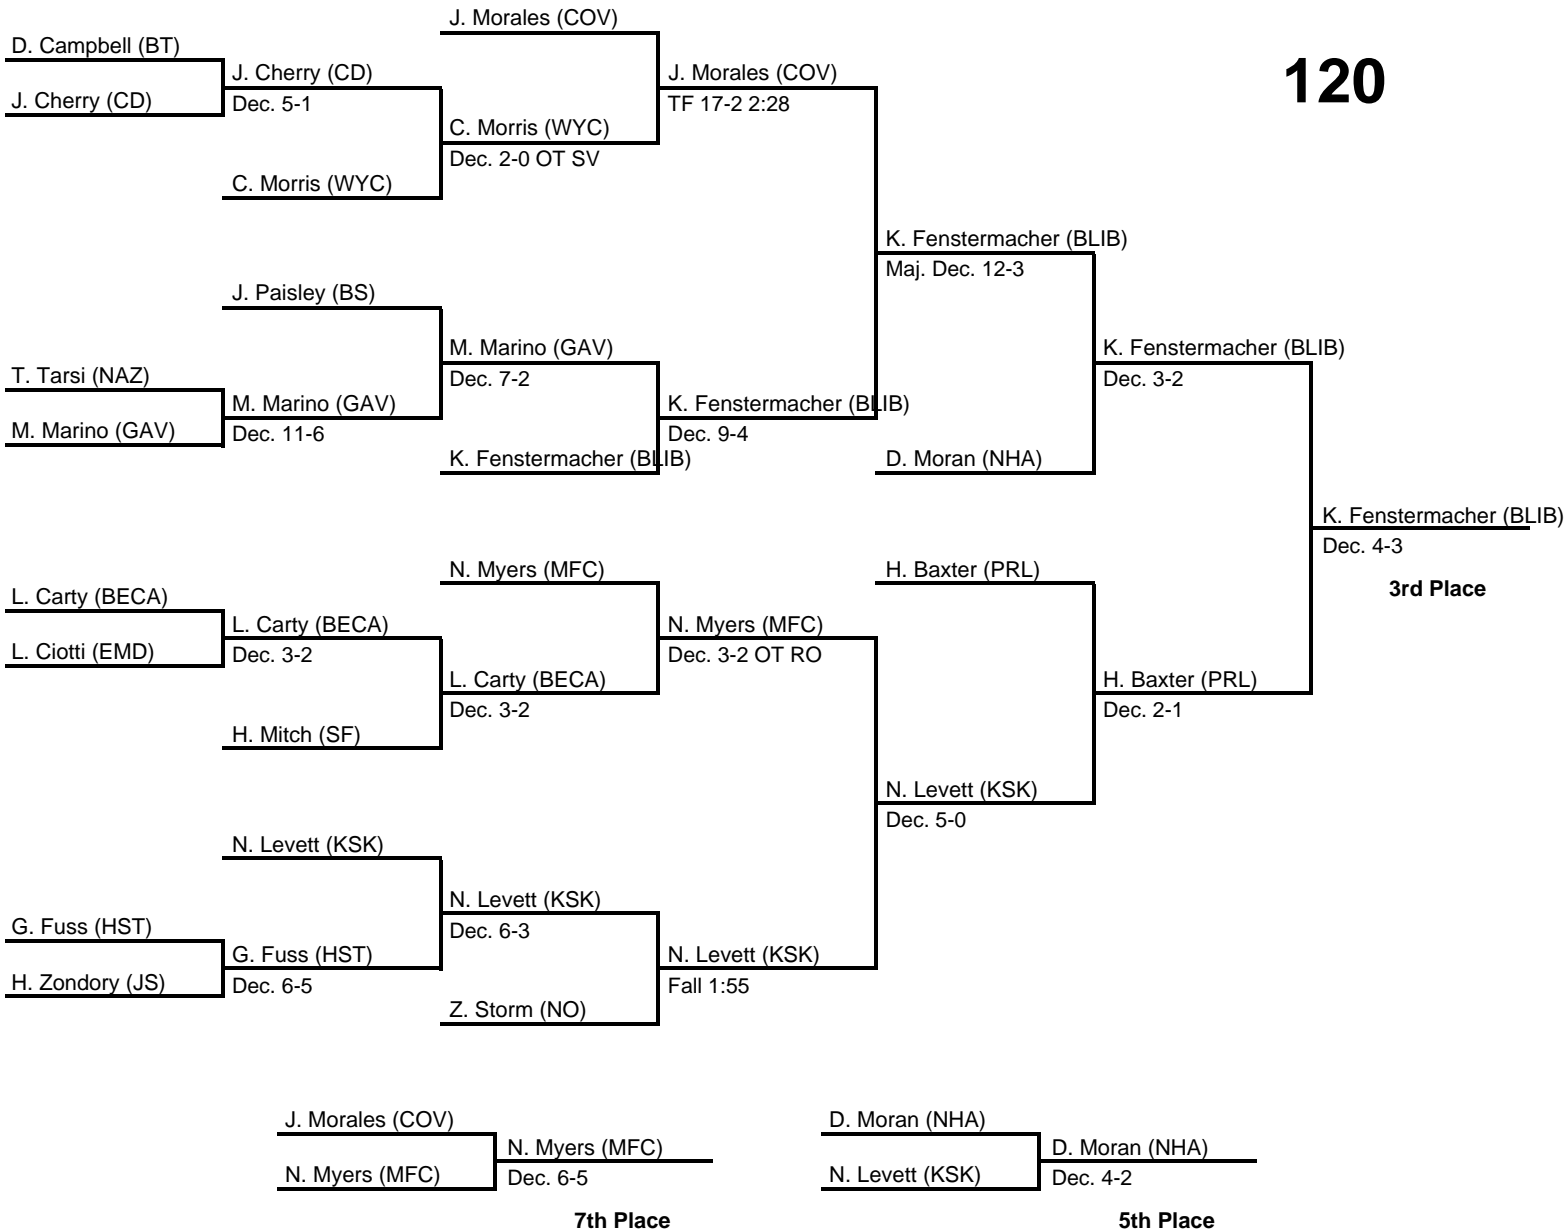 J. Morales (COV)
D. Campbell (BT)
120
J. Cherry (CD)
J. Morales (COV)
J. Cherry (CD)
Dec. 5-1
TF 17-2 2:28
C. Morris (WYC)
Dec. 2-0 OT SV
C. Morris (WYC)
K. Fenstermacher (BLIB)
Maj. Dec. 12-3
J. Paisley (BS)
M. Marino (GAV)
K. Fenstermacher (BLIB)
T. Tarsi (NAZ)
Dec. 7-2
Dec. 3-2
M. Marino (GAV)
K. Fenstermacher (BLIB)
M. Marino (GAV)
Dec. 11-6
Dec. 9-4
K. Fenstermacher (BLIB)
D. Moran (NHA)
K. Fenstermacher (BLIB)
Dec. 4-3
N. Myers (MFC)
H. Baxter (PRL)
3rd Place
L. Carty (BECA)
L. Carty (BECA)
N. Myers (MFC)
L. Ciotti (EMD)
Dec. 3-2
Dec. 3-2 OT RO
L. Carty (BECA)
H. Baxter (PRL)
Dec. 3-2
Dec. 2-1
H. Mitch (SF)
N. Levett (KSK)
Dec. 5-0
N. Levett (KSK)
N. Levett (KSK)
G. Fuss (HST)
Dec. 6-3
G. Fuss (HST)
N. Levett (KSK)
H. Zondory (JS)
Dec. 6-5
Fall 1:55
Z. Storm (NO)
J. Morales (COV)
D. Moran (NHA)
N. Myers (MFC)
D. Moran (NHA)
N. Myers (MFC)
Dec. 6-5
N. Levett (KSK)
Dec. 4-2
7th Place
5th Place